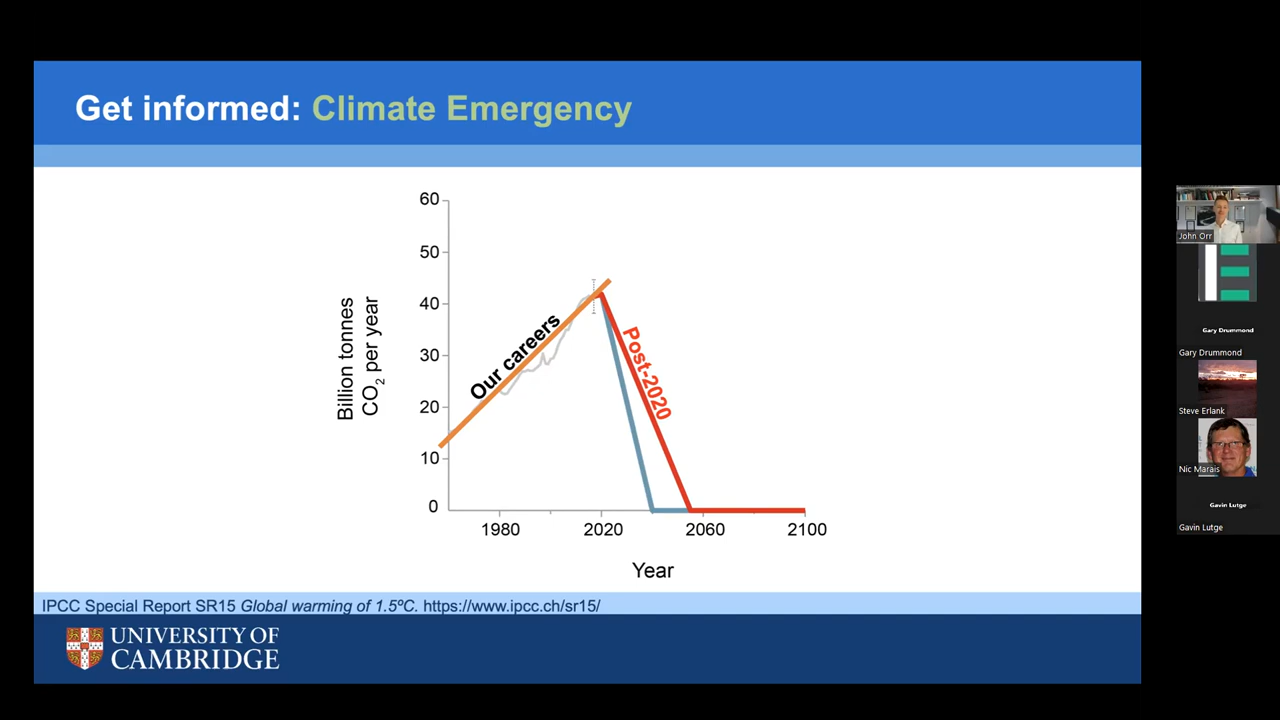 Get informed: Climate Emergency
60
50
40
30
20
10
0
Billion tonnes
CO2 per year
Our careers
Post-2020
1980
2020
2060
2100
Year
IPCC Special Report SR15 Global warming of 1.5ºC. https://www.ipcc.ch/sr15/
UNIVERSITY OF
CAMBRIDGE
John Orr
Gary Drummond
Gary Drummond
Steve Erlank
Nic Marais
Gavin Lutge
Gavin Lutge